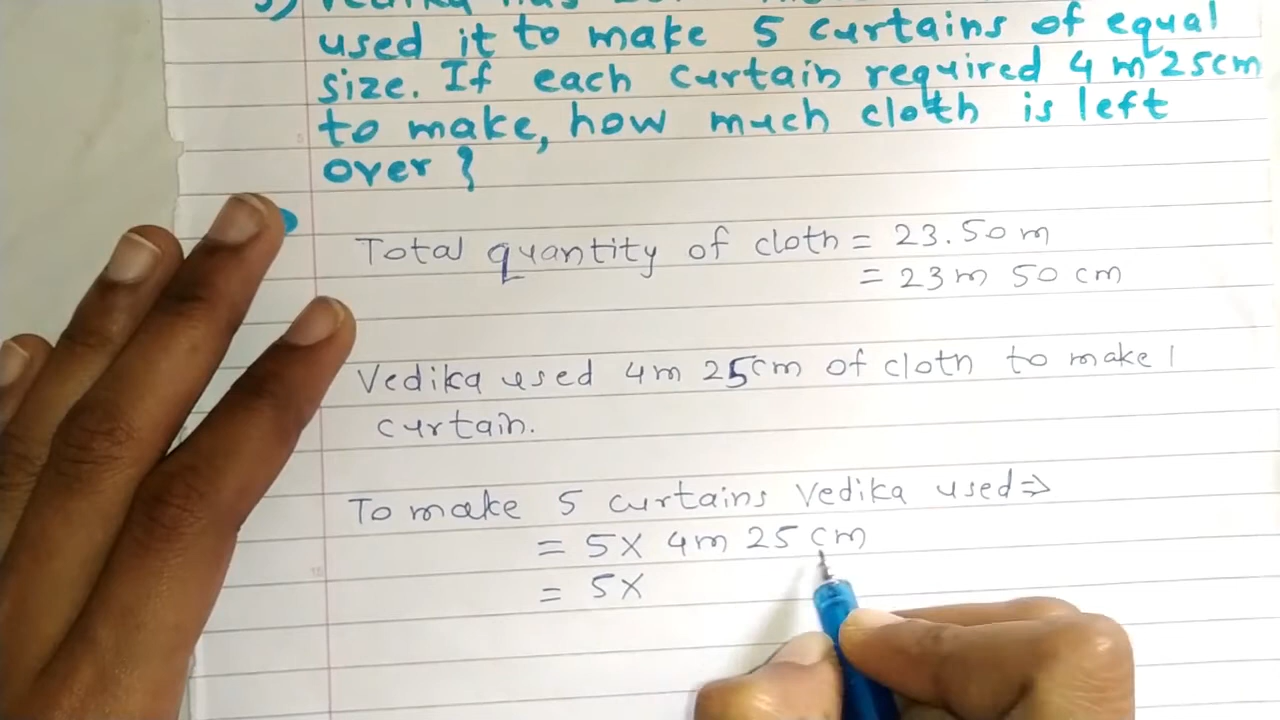 used it to make 5 curtains of equal
size. If each curtain required 4 m 25cm
to make, how much cloth is left
over ?
Total quantity of cloth = 23.50 m
= 23 m 50 cm
Vedika used 4m 25cm of cloth to make 1
curtain.
To make 5 curtains Vedika used ⇒
= 5 X 4m 25 cm
= 5 X